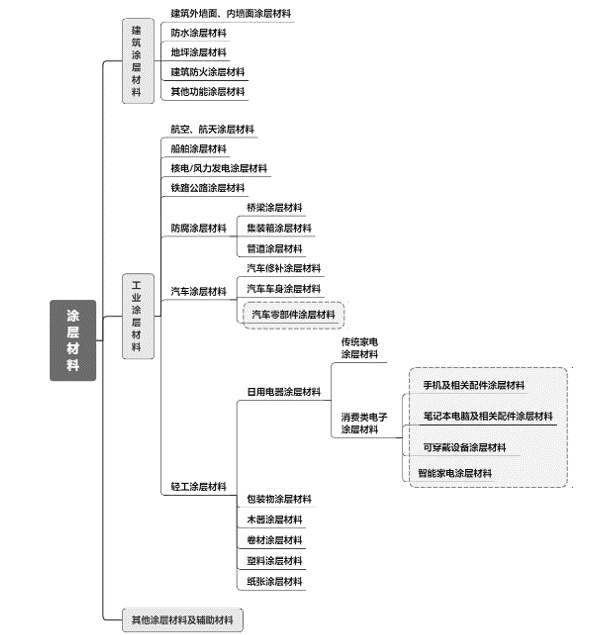 涂层材料
建筑涂层材料
建筑外墙面、内墙面涂层材料
防水涂层材料
地坪涂层材料
建筑防火涂层材料
其他功能涂层材料
工业涂层材料
航空、航天涂层材料
船舶涂层材料
核电/风力发电涂层材料
铁路公路涂层材料
防腐涂层材料
桥梁涂层材料
集装箱涂层材料
管道涂层材料
汽车涂层材料
汽车修补涂层材料
汽车车身涂层材料
汽车零部件涂层材料
轻工涂层材料
日用电器涂层材料
传统家电
涂层材料
消费类电子
涂层材料
手机及相关配件涂层材料
笔记本电脑及相关配件涂层材料
可穿戴设备涂层材料
智能家电涂层材料
包装物涂层材料
木器涂层材料
卷材涂层材料
塑料涂层材料
纸张涂层材料
其他涂层材料及辅助材料